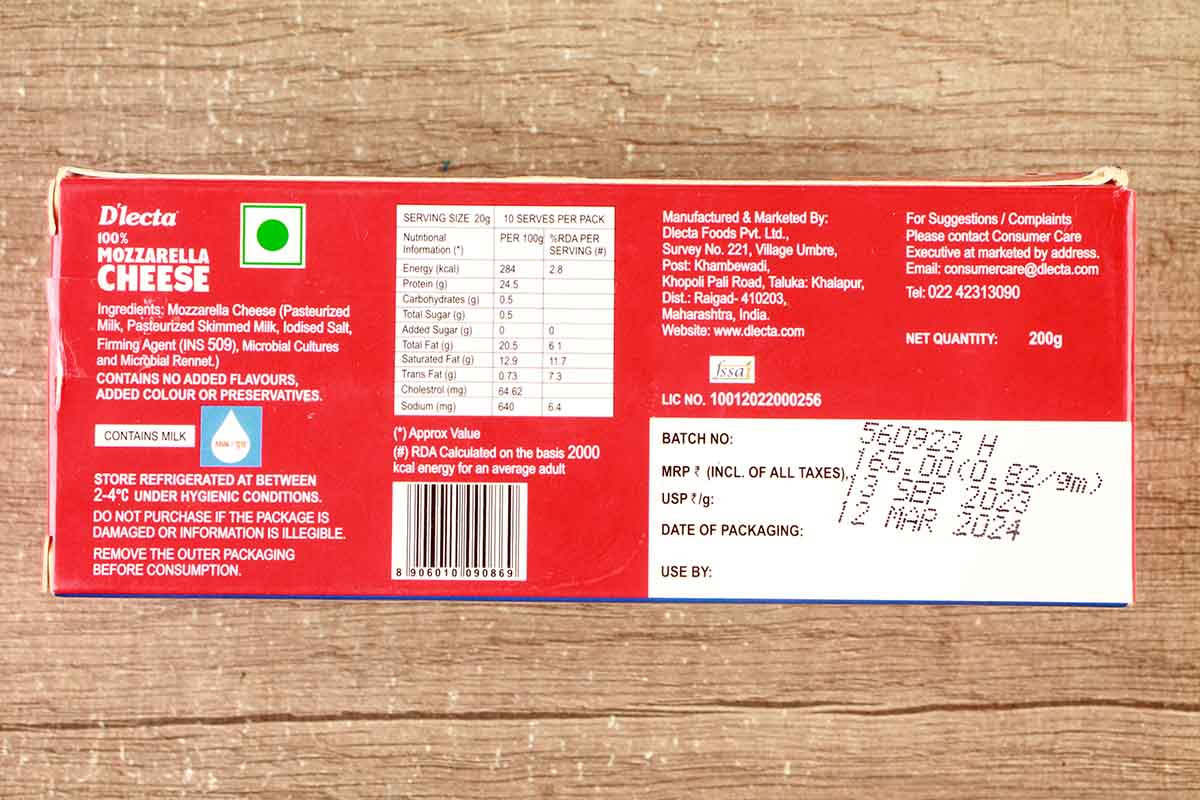 D'lecta
100%
MOZZARELLA
CHEESE
Ingredients: Mozzarella Cheese (Pasteurized
Milk, Pasteurized Skimmed Milk, Iodised Salt,
Firming Agent (INS 509), Microbial Cultures
and Microbial Rennet.)
CONTAINS NO ADDED FLAVOURS,
ADDED COLOUR OR PRESERVATIVES.
CONTAINS MILK
Milk / दूध
STORE REFRIGERATED AT BETWEEN
2-4°C UNDER HYGIENIC CONDITIONS.
DO NOT PURCHASE IF THE PACKAGE IS
DAMAGED OR INFORMATION IS ILLEGIBLE.
REMOVE THE OUTER PACKAGING
BEFORE CONSUMPTION.
SERVING SIZE 20g 10 SERVES PER PACK
Nutritional Information (*) PER 100g %RDA PER SERVING (#)
Energy (kcal) 284 2.8
Protein (g) 24.5
Carbohydrates (g) 0.5
Total Sugar (g) 0.5
Added Sugar (g) 0 0
Total Fat (g) 20.5 6.1
Saturated Fat (g) 12.9 11.7
Trans Fat (g) 0.73 7.3
Cholestrol (mg) 64.62
Sodium (mg) 640 6.4
(*) Approx Value
(#) RDA Calculated on the basis 2000
kcal energy for an average adult
8 906010 090869
Manufactured & Marketed By:
Dlecta Foods Pvt. Ltd.,
Survey No. 221, Village Umbre,
Post: Khambewadi,
Khopoli Pali Road, Taluka: Khalapur,
Dist.: Raigad- 410203,
Maharashtra, India.
Website: www.dlecta.com
fssai
LIC NO. 10012022000256
For Suggestions / Complaints
Please contact Consumer Care
Executive at marketed by address.
Email: consumercare@dlecta.com
Tel: 022 42313090
NET QUANTITY: 200g
BATCH NO: 560923 H
MRP ₹ (INCL. OF ALL TAXES), 165.00(0.82/gm)
USP ₹/g: 13 SEP 2023
DATE OF PACKAGING: 12 MAR 2024
USE BY: